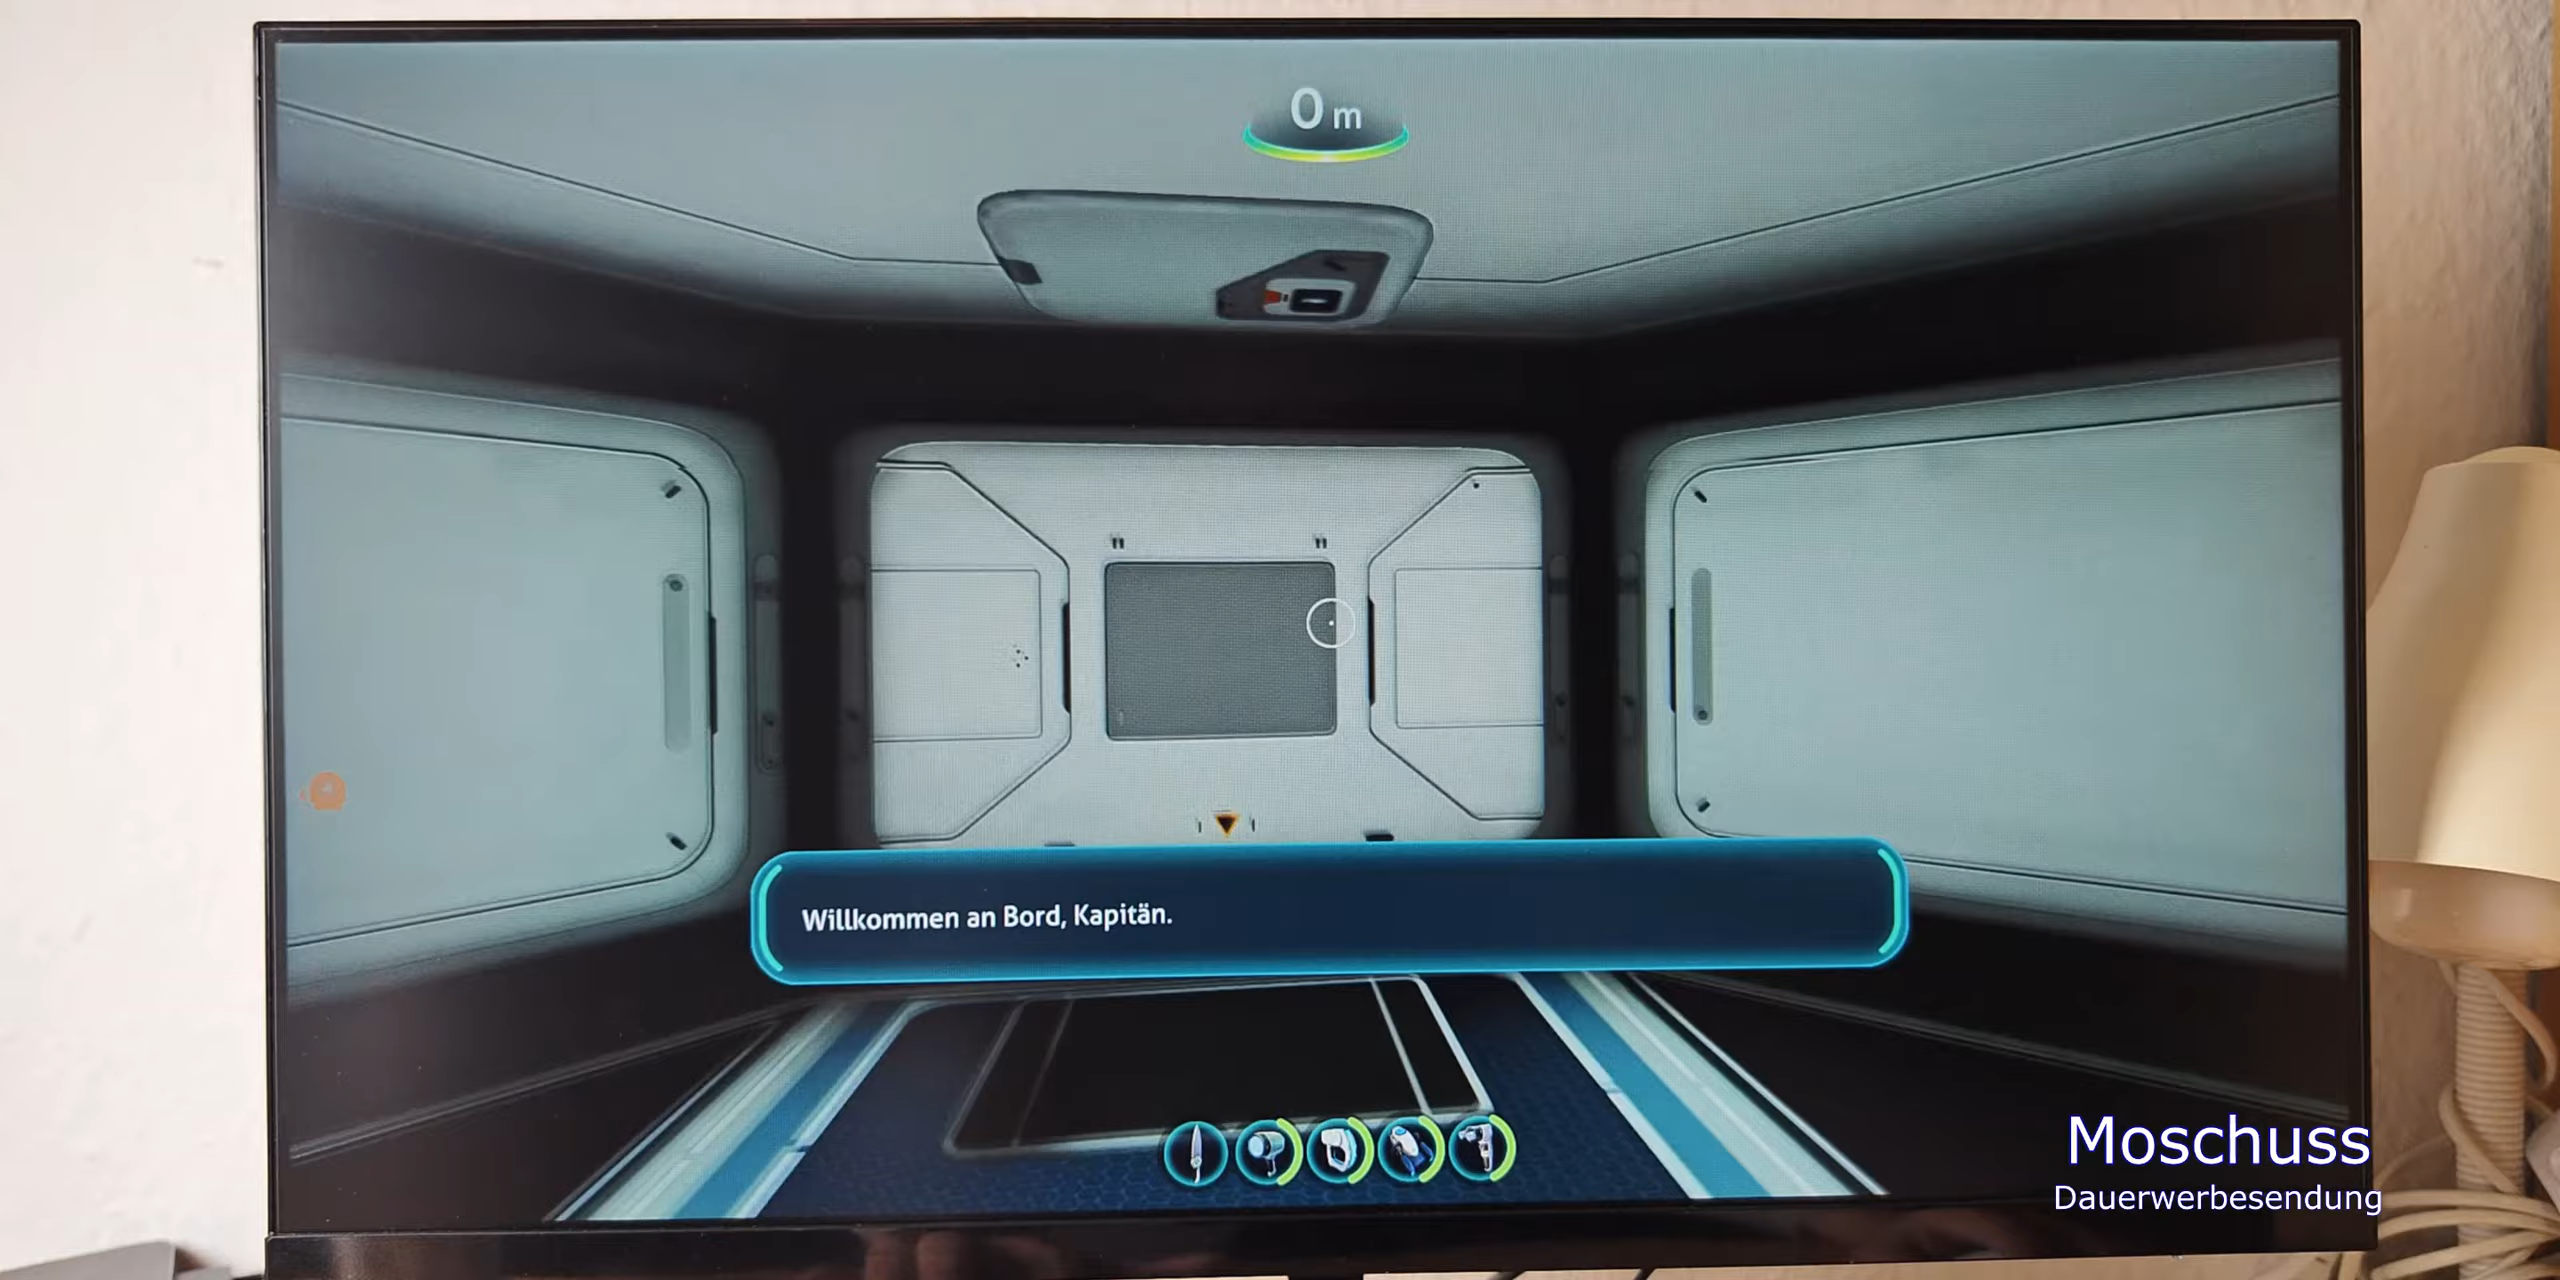 0 m
Willkommen an Bord, Kapitän.
Moschuss
Dauerwerbesendung